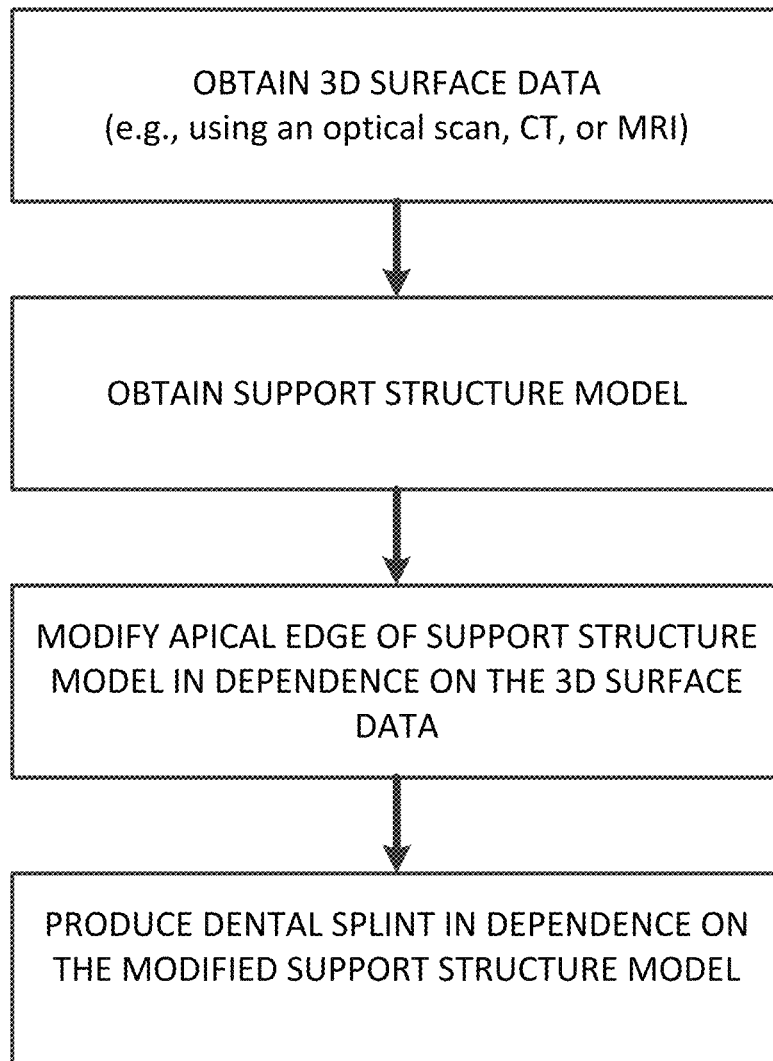 OBTAIN 3D SURFACE DATA
(e.g., using an optical scan, CT, or MRI)
OBTAIN SUPPORT STRUCTURE MODEL
MODIFY APICAL EDGE OF SUPPORT STRUCTURE
MODEL IN DEPENDENCE ON THE 3D SURFACE
DATA
PRODUCE DENTAL SPLINT IN DEPENDENCE ON
THE MODIFIED SUPPORT STRUCTURE MODEL